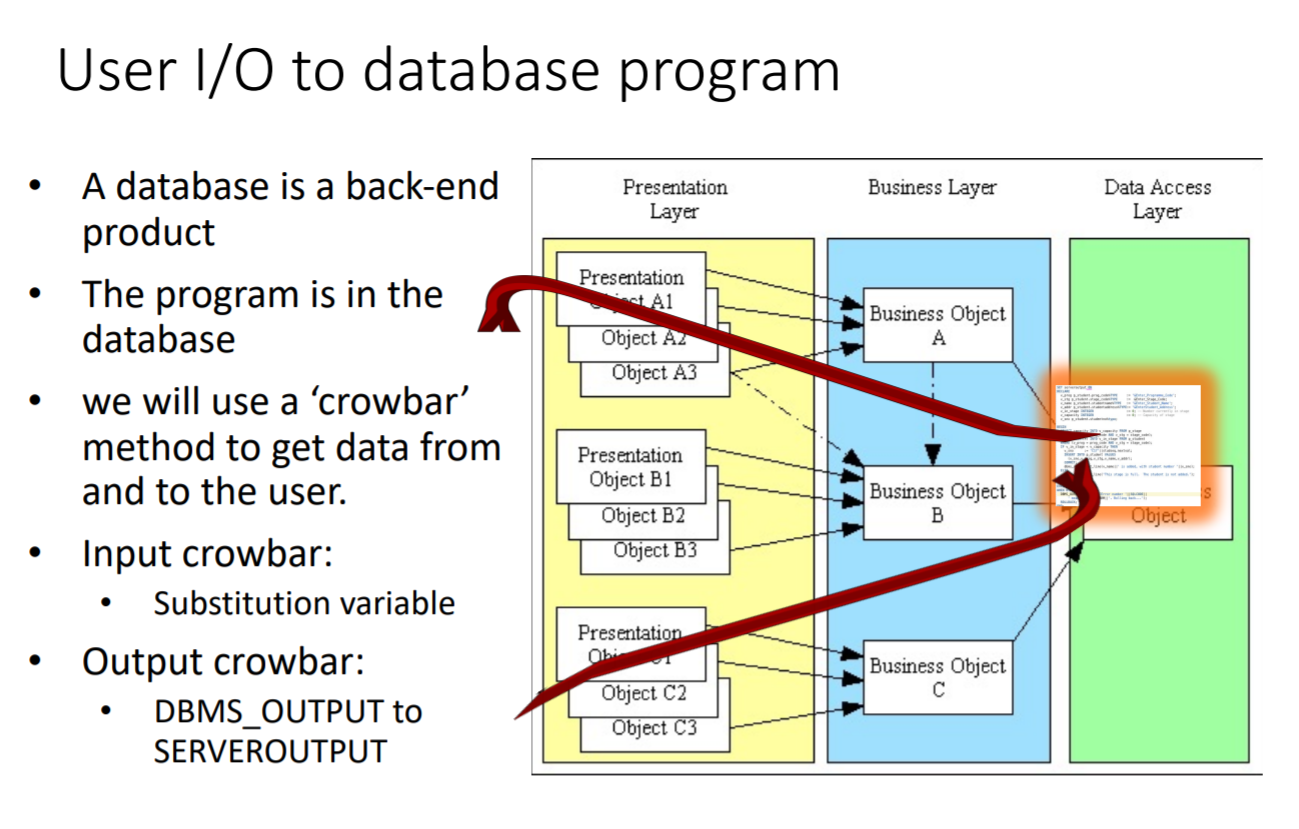 User I/O to database program
• A database is a back-end
product
• The program is in the
database
• we will use a ‘crowbar’
method to get data from
and to the user.
• Input crowbar:
• Substitution variable
• Output crowbar:
• DBMS_OUTPUT to
SERVEROUTPUT
Presentation
Layer
Business Layer
Data Access
Layer
Presentation
Object A1
Object A2
Object A3
Presentation
Object B1
Object B2
Object B3
Presentation
Object C2
Object C3
Business Object
A
Business Object
B
Business Object
C
Object